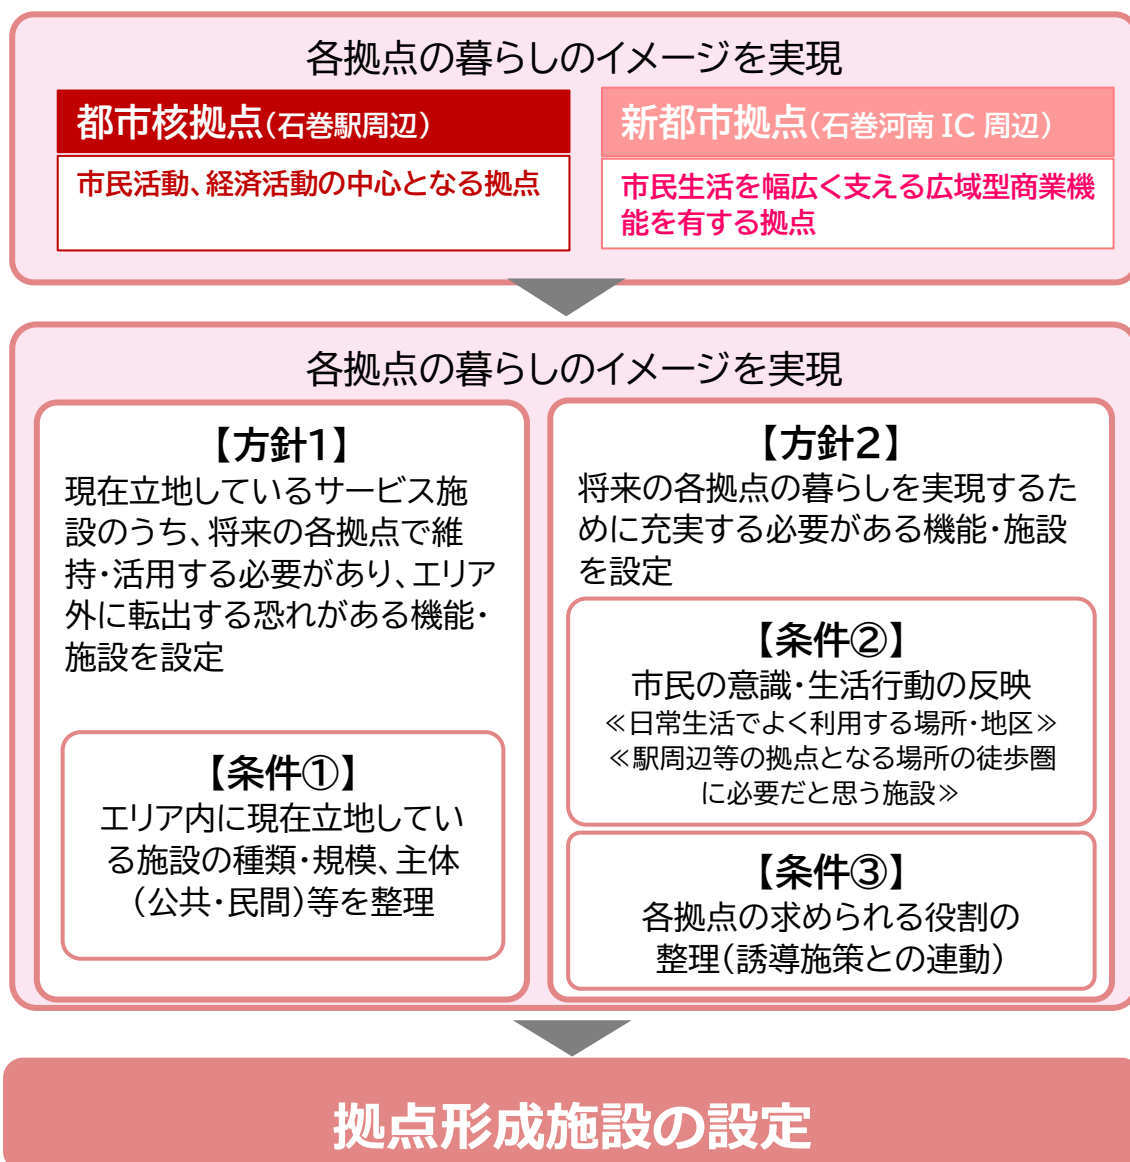 各拠点の暮らしのイメージを実現
都市核拠点(石巻駅周辺)
市民活動、経済活動の中心となる拠点
新都市拠点(石巻河南 IC 周辺)
市民生活を幅広く支える広域型商業機
能を有する拠点
各拠点の暮らしのイメージを実現
【方針1】
現在立地しているサービス施
設のうち、将来の各拠点で維
持・活用する必要があり、エリア
外に転出する恐れがある機能・
施設を設定
【条件①】
エリア内に現在立地してい
る施設の種類・規模、主体
(公共・民間)等を整理
【方針2】
将来の各拠点の暮らしを実現するた
めに充実する必要がある機能・施設
を設定
【条件②】
市民の意識・生活行動の反映
≪日常生活でよく利用する場所・地区≫
≪駅周辺等の拠点となる場所の徒歩圏
に必要だと思う施設≫
【条件③】
各拠点の求められる役割の
整理(誘導施策との連動)
拠点形成施設の設定